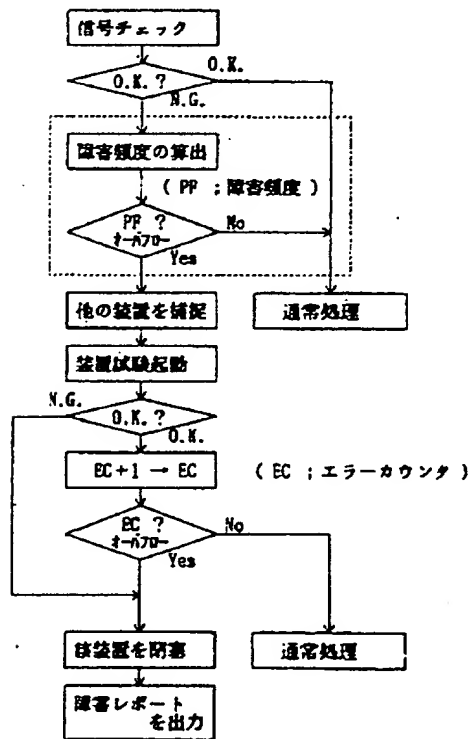 信号チェック
O.K. ?
O.K.
N.G.
障害頻度の算出
( PF ; 障害頻度 )
PF ?
オーバフロー
No
Yes
他の装置を捕捉
通常処理
装置試験起動
N.G.
O.K. ?
O.K.
EC+1 → EC
( EC ; エラーカウンタ )
EC ?
オーバフロー
No
Yes
該装置を閉塞
通常処理
障害レポート
を出力